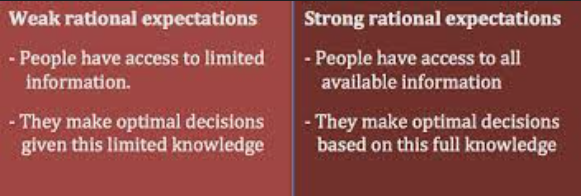 Weak rational expectations
- People have access to limited
information.
- They make optimal decisions
given this limited knowledge
Strong rational expectations
- People have access to all
available information
- They make optimal decisions
based on this full knowledge